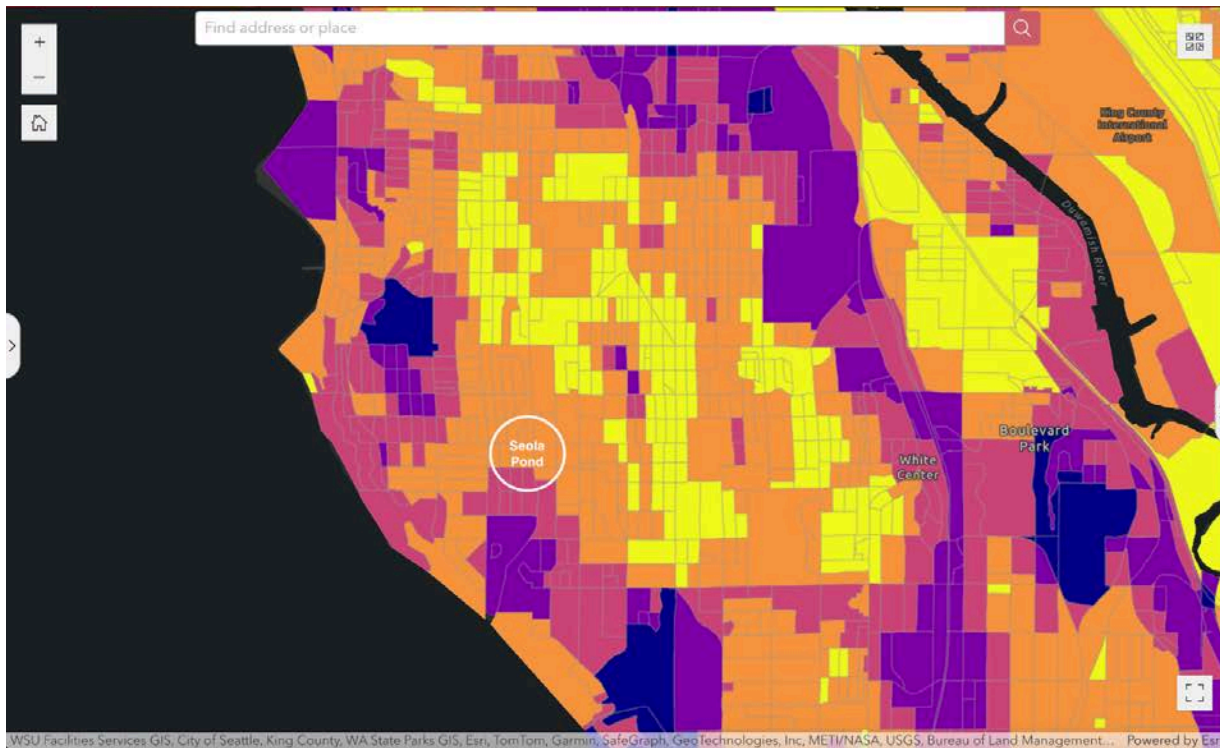 Find address or place
King County
International
Airport
Duwamish River
Seola
Pond
Boulevard
Park
White
Center
WSU Facilities Services GIS, City of Seattle, King County, WA State Parks GIS, Esri, TomTom, Garmin, SafeGraph, GeoTechnologies, Inc, METI/NASA, USGS, Bureau of Land Management... Powered by Esri